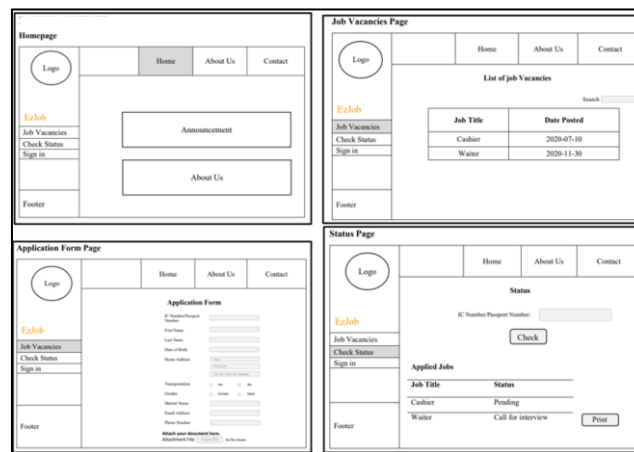 Homepage
Logo
Home About Us Contact
EzJob
Job Vacancies
Check Status
Sign in
Footer
Announcement
About Us
Job Vacancies Page
Logo
Home About Us Contact
List of job Vacancies
Search
EzJob
Job Vacancies
Check Status
Sign in
Footer
Job Title Date Posted
Cashier 2020-07-10
Waiter 2020-11-30
Application Form Page
Logo
Home About Us Contact
EzJob
Job Vacancies
Check Status
Sign in
Footer
Application Form
IC Number/Passport
Number
First Name
Last Name
Date of Birth
Home Address
Transportation Yes No
Gender Female Male
Marital Status
Email Address
Phone Number
Attach your document here.
Attachment File
Status Page
Logo
Home About Us Contact
Status
IC Number/Passport Number:
Check
EzJob
Job Vacancies
Check Status
Sign in
Footer
Applied Jobs
Job Title Status
Cashier Pending
Waiter Call for interview
Print